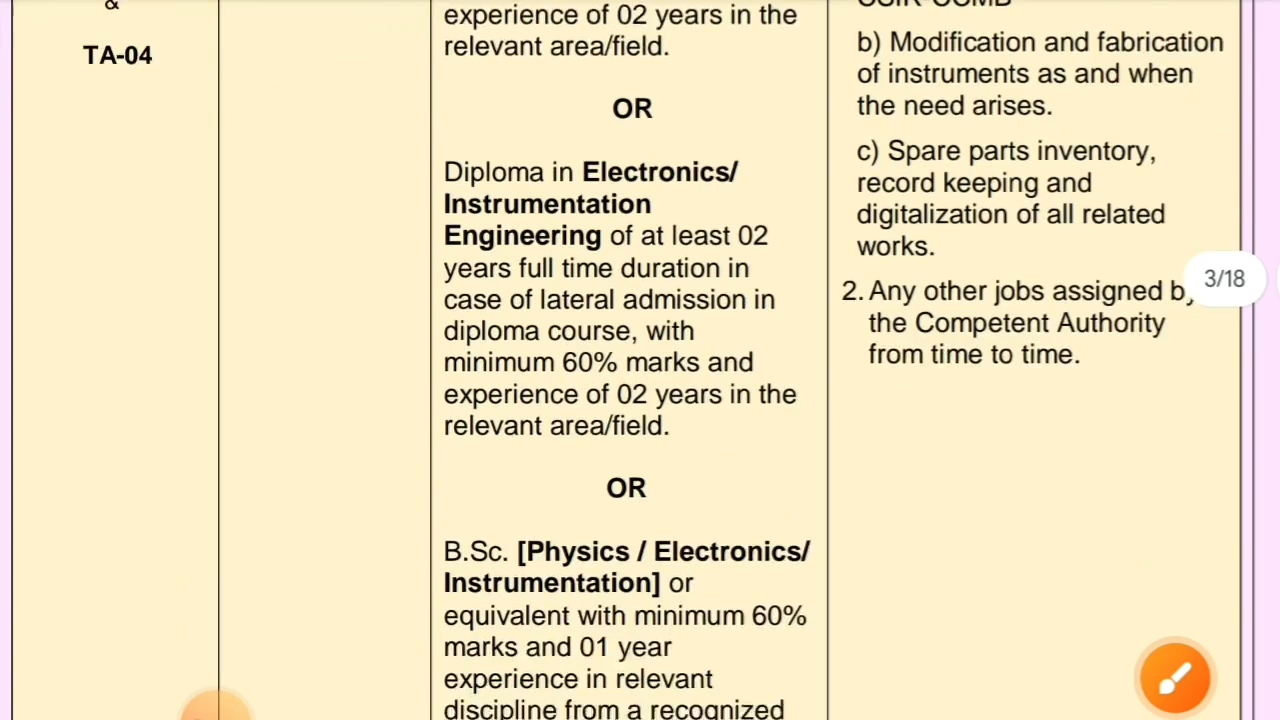 &
TA-04
experience of 02 years in the
relevant area/field.
OR
Diploma in Electronics/
Instrumentation
Engineering of at least 02
years full time duration in
case of lateral admission in
diploma course, with
minimum 60% marks and
experience of 02 years in the
relevant area/field.
OR
B.Sc. [Physics / Electronics/
Instrumentation] or
equivalent with minimum 60%
marks and 01 year
experience in relevant
discipline from a recognized
b) Modification and fabrication
of instruments as and when
the need arises.
c) Spare parts inventory,
record keeping and
digitalization of all related
works.
2. Any other jobs assigned by
the Competent Authority
from time to time.
3/18